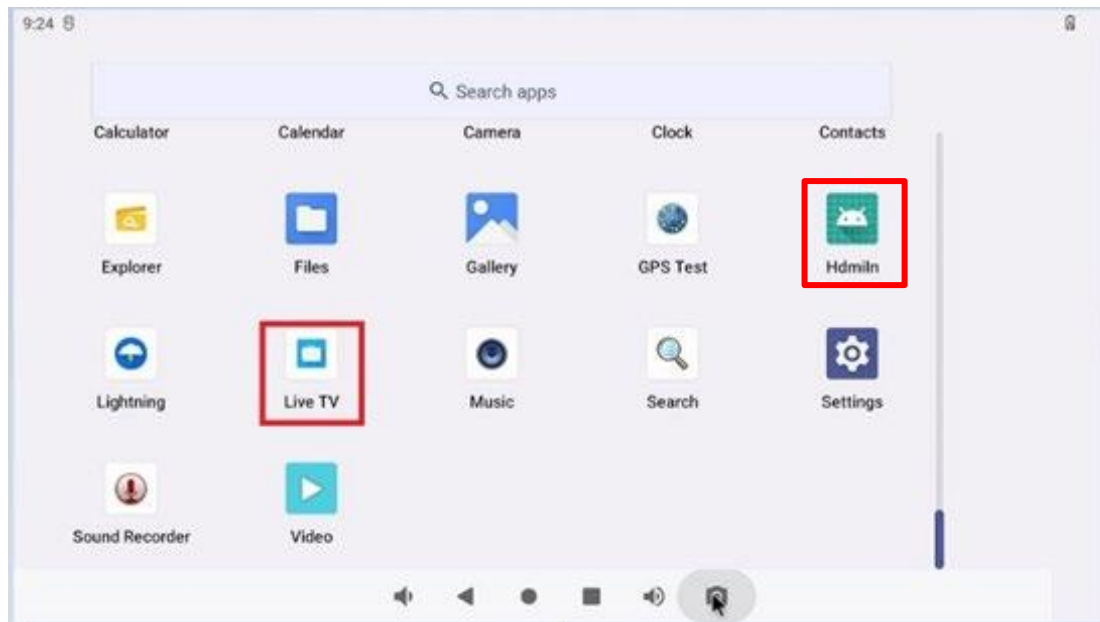 9:24
Search apps
Calculator Calendar Camera Clock Contacts
Explorer Files Gallery GPS Test HdmiIn
Lightning Live TV Music Search Settings
Sound Recorder Video